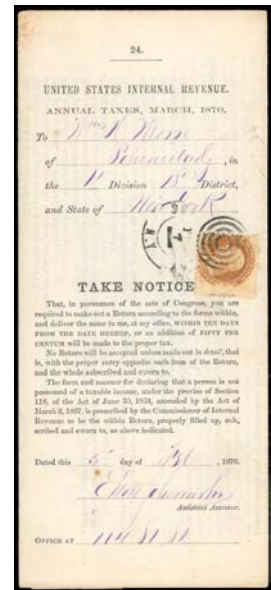 24.
UNITED STATES INTERNAL REVENUE.
ANNUAL TAXES, MARCH, 1870.
To Wm
of Schenectady, in
the 1st Division 18 District,
and State of New York
TAKE NOTICE
That, in pursuance of the acts of Congress, you are
required to make out a Return according to the forms within,
and deliver the same to me, at my office, WITHIN TEN DAYS
FROM THE DATE HEREOF, or an addition of FIFTY PER
CENTUM will be made to the proper tax.
No Return will be accepted unless made out in detail, that
is, with the proper entry opposite each item of the Return,
and the whole subscribed and sworn to.
The form and manner for declaring that a person is not
possessed of a taxable income, under the proviso of Section
118, of the Act of June 30, 1864, amended by the Act of
March 2, 1867, is prescribed by the Commissioner of Internal
Revenue to be the within Return, properly filled up, sub-
scribed and sworn to, as above indicated.
Dated this 5 day of , 1870.
Assistant Assessor.
OFFICE AT